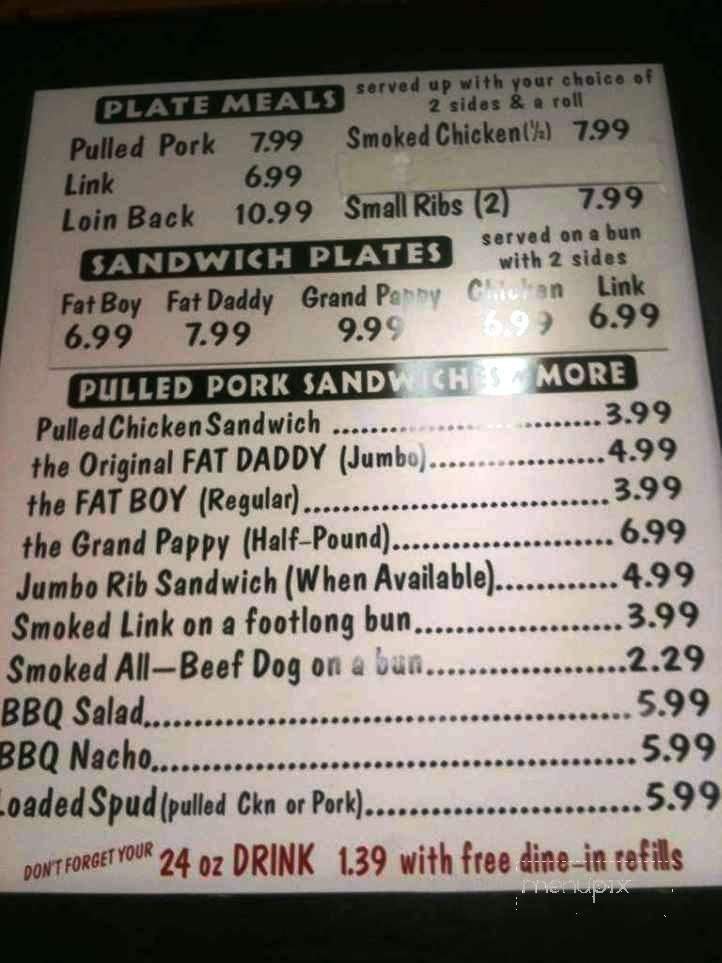 PLATE MEALS served up with your choice of
2 sides & a roll
Pulled Pork 7.99 Smoked Chicken(½) 7.99
Link 6.99
Loin Back 10.99 Small Ribs (2) 7.99
SANDWICH PLATES served on a bun
with 2 sides
Fat Boy Fat Daddy Grand Pappy Chicken Link
6.99 7.99 9.99 6.99 6.99
PULLED PORK SANDWICHES & MORE
Pulled Chicken Sandwich ........................3.99
the Original FAT DADDY (Jumbo)..................4.99
the FAT BOY (Regular)...............................3.99
the Grand Pappy (Half-Pound)...................... 6.99
Jumbo Rib Sandwich (When Available)............4.99
Smoked Link on a footlong bun.....................3.99
Smoked All-Beef Dog on a bun....................2.29
BBQ Salad................................................5.99
BBQ Nacho................................................5.99
Loaded Spud (pulled Ckn or Pork)...........................5.99
DON'T FORGET YOUR 24 oz DRINK 1.39 with free dine-in refills
menupix